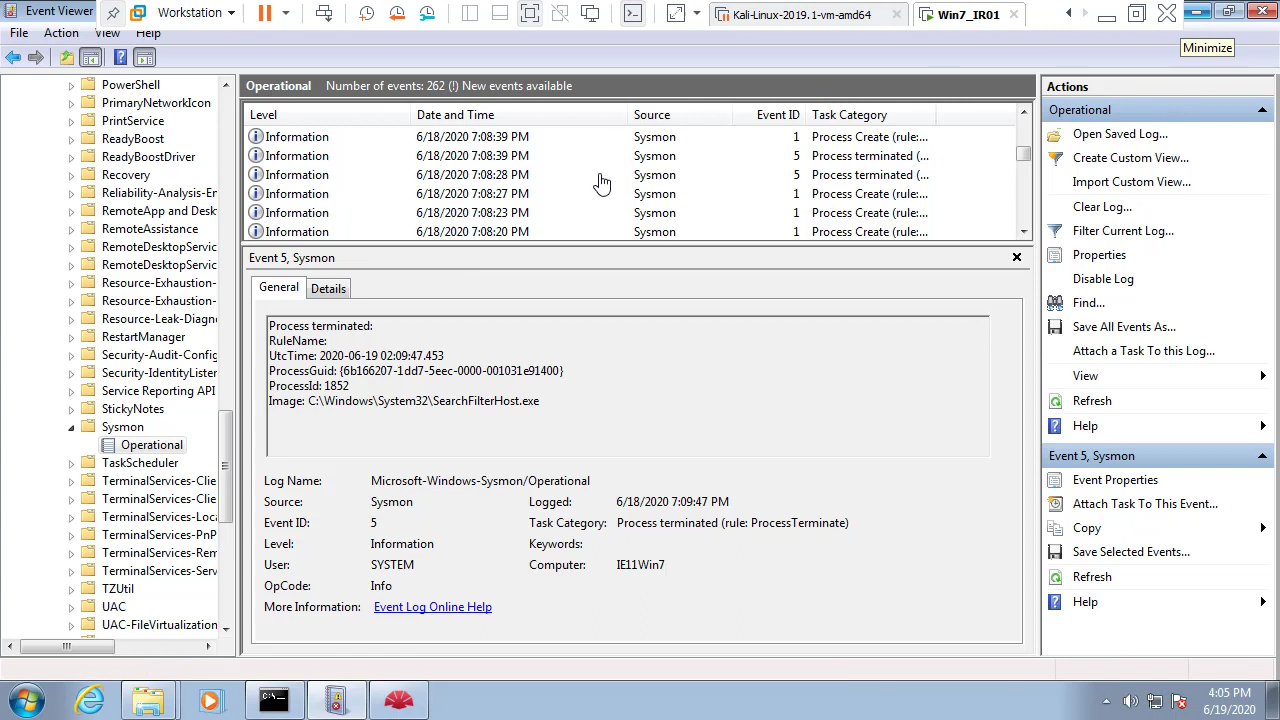 Event Viewer
Workstation
Kali-Linux-2019.1-vm-amd64
Win7_IR01
Minimize
File Action View Help
PowerShell
PrimaryNetworkIcon
PrintService
ReadyBoost
ReadyBoostDriver
Recovery
Reliability-Analysis-En
RemoteApp and Deskt
RemoteAssistance
RemoteDesktopServic
RemoteDesktopServic
Resource-Exhaustion-
Resource-Exhaustion-
Resource-Leak-Diagno
RestartManager
Security-Audit-Config
Security-IdentityLister
Service Reporting API
StickyNotes
Sysmon
Operational
TaskScheduler
TerminalServices-Clie
TerminalServices-Clie
TerminalServices-Loca
TerminalServices-PnP
TerminalServices-Rem
TerminalServices-Serv
TZUtil
UAC
UAC-FileVirtualization
Operational Number of events: 262 (!) New events available
Level Date and Time Source Event ID Task Category
Information 6/18/2020 7:08:39 PM Sysmon 1 Process Create (rule:...
Information 6/18/2020 7:08:39 PM Sysmon 5 Process terminated (...
Information 6/18/2020 7:08:28 PM Sysmon 5 Process terminated (...
Information 6/18/2020 7:08:27 PM Sysmon 1 Process Create (rule:...
Information 6/18/2020 7:08:23 PM Sysmon 1 Process Create (rule:...
Information 6/18/2020 7:08:20 PM Sysmon 1 Process Create (rule:...
Event 5, Sysmon
General Details
Process terminated:
RuleName:
UtcTime: 2020-06-19 02:09:47.453
ProcessGuid: {6b166207-1dd7-5eec-0000-001b31e91400}
ProcessId: 1852
Image: C:\Windows\System32\SearchFilterHost.exe
Log Name: Microsoft-Windows-Sysmon/Operational
Source: Sysmon Logged: 6/18/2020 7:09:47 PM
Event ID: 5 Task Category: Process terminated (rule: ProcessTerminate)
Level: Information Keywords:
User: SYSTEM Computer: IE11Win7
OpCode: Info
More Information: Event Log Online Help
Actions
Operational
Open Saved Log...
Create Custom View...
Import Custom View...
Clear Log...
Filter Current Log...
Properties
Disable Log
Find...
Save All Events As...
Attach a Task To this Log...
View
Refresh
Help
Event 5, Sysmon
Event Properties
Attach Task To This Event...
Copy
Save Selected Events...
Refresh
Help
4:05 PM
6/19/2020